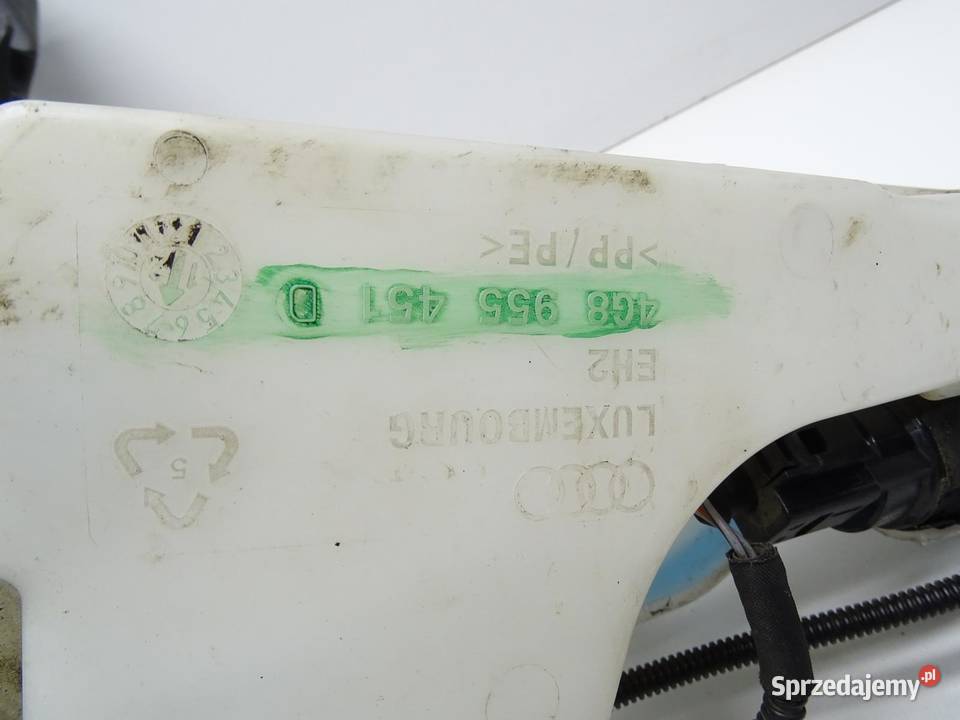 LUXEMBOURG
EH2
4G8 955 451 D
>PP/PE<
5
Sprzedajemy.pl